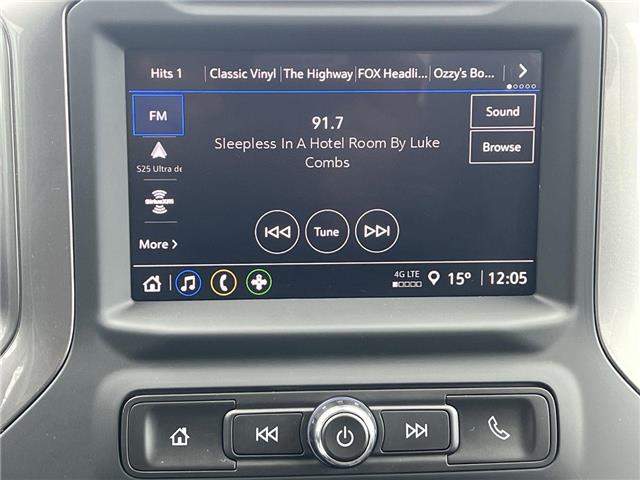 Hits 1 Classic Vinyl The Highway FOX Headli... Ozzy's Bo...
FM
91.7
Sound
Sleepless In A Hotel Room By Luke
Combs
Browse
S25 Ultra de
SiriusXM
Tune
More
4G LTE
15° 12:05